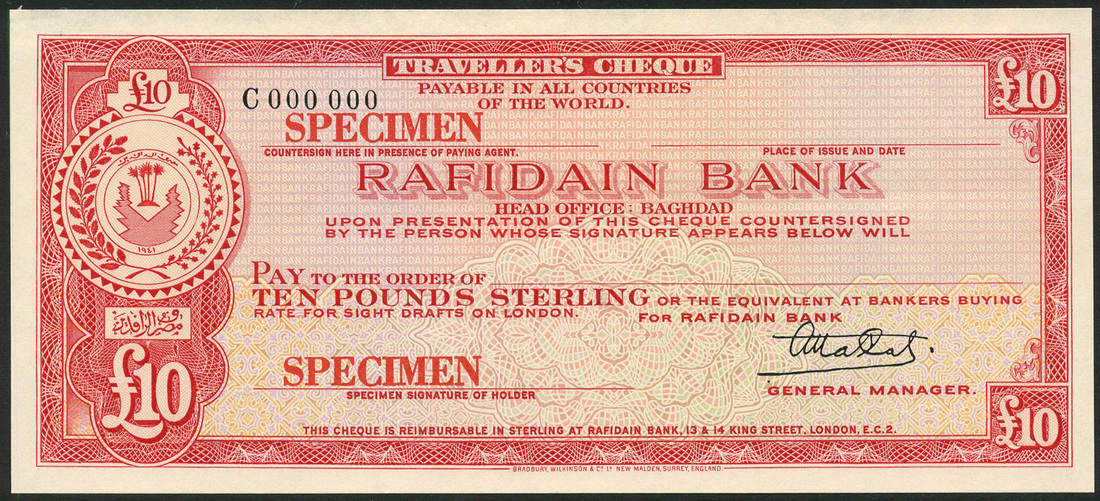 TRAVELLER'S CHEQUE
£10
£10
C 000 000
PAYABLE IN ALL COUNTRIES
OF THE WORLD.
SPECIMEN
COUNTERSIGN HERE IN PRESENCE OF PAYING AGENT.
PLACE OF ISSUE AND DATE
RAFIDAIN BANK
HEAD OFFICE: BAGHDAD
UPON PRESENTATION OF THIS CHEQUE COUNTERSIGNED
BY THE PERSON WHOSE SIGNATURE APPEARS BELOW WILL
١٩٤١
PAY TO THE ORDER OF
TEN POUNDS STERLING OR THE EQUIVALENT AT BANKERS BUYING
RATE FOR SIGHT DRAFTS ON LONDON.
FOR RAFIDAIN BANK
مصرف الرافدين
£10
SPECIMEN
SPECIMEN SIGNATURE OF HOLDER
GENERAL MANAGER.
£10
THIS CHEQUE IS REIMBURSABLE IN STERLING AT RAFIDAIN BANK, 13 & 14 KING STREET, LONDON, E.C.2.
BRADBURY, WILKINSON & Cº Lᵈ NEW MALDEN, SURREY, ENGLAND.